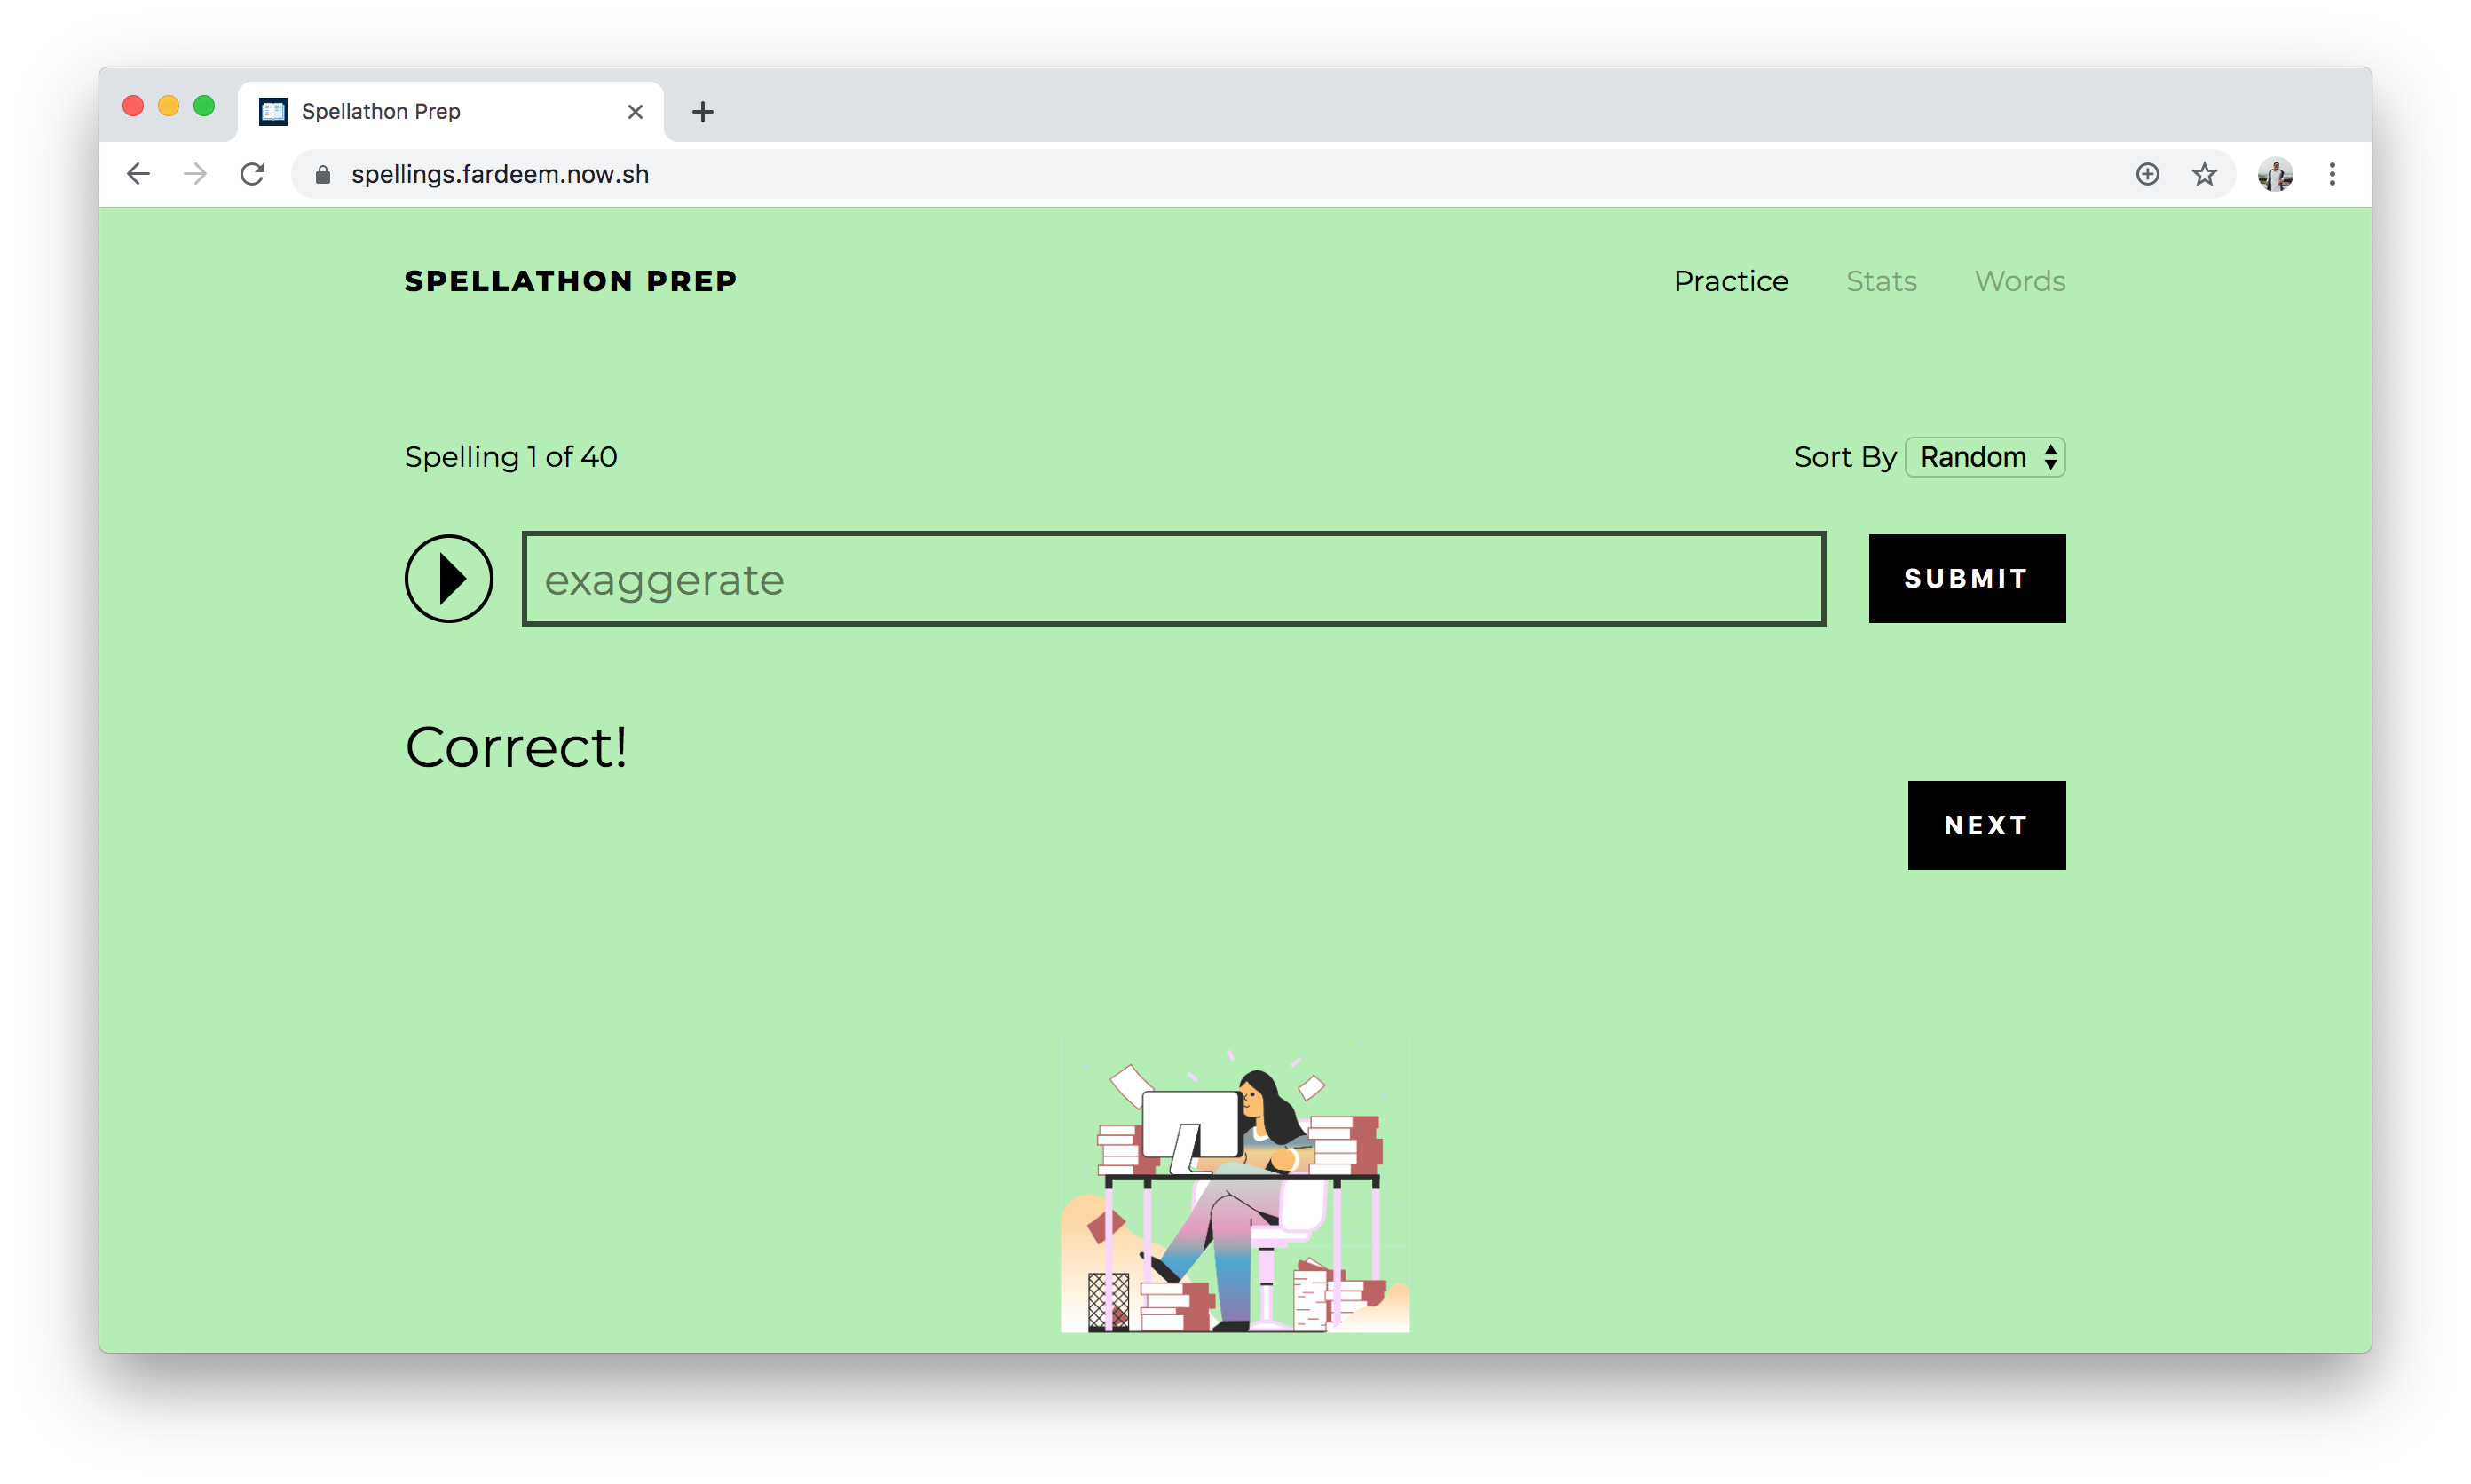 Spellathon Prep
spellings.fardeem.now.sh
SPELLATHON PREP
Practice Stats Words
Spelling 1 of 40
Sort By Random
exaggerate
SUBMIT
Correct!
NEXT